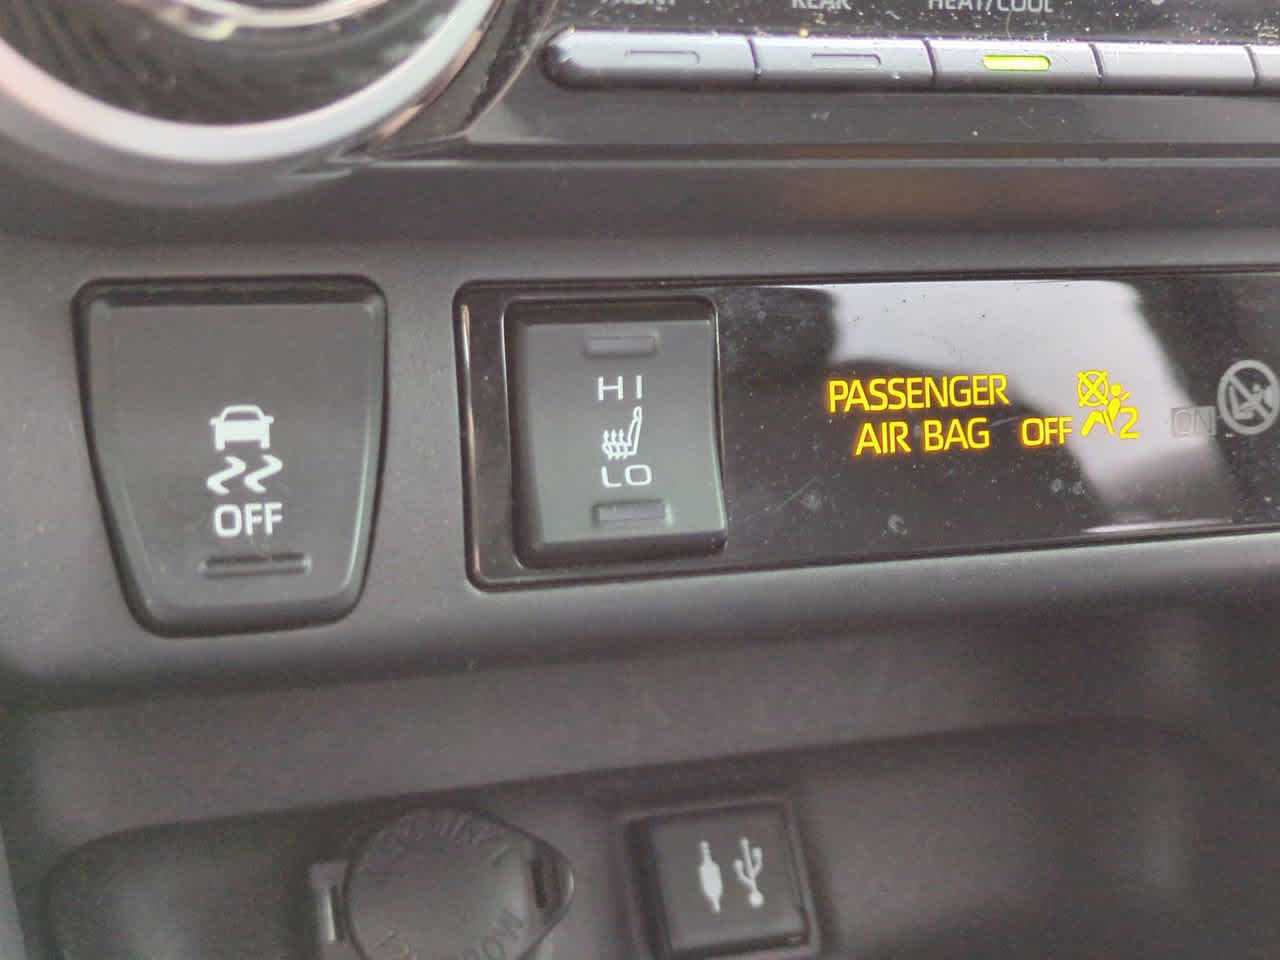 REAR
HEAT/COOL
HI
LO
OFF
PASSENGER
AIR BAG OFF 2
ON